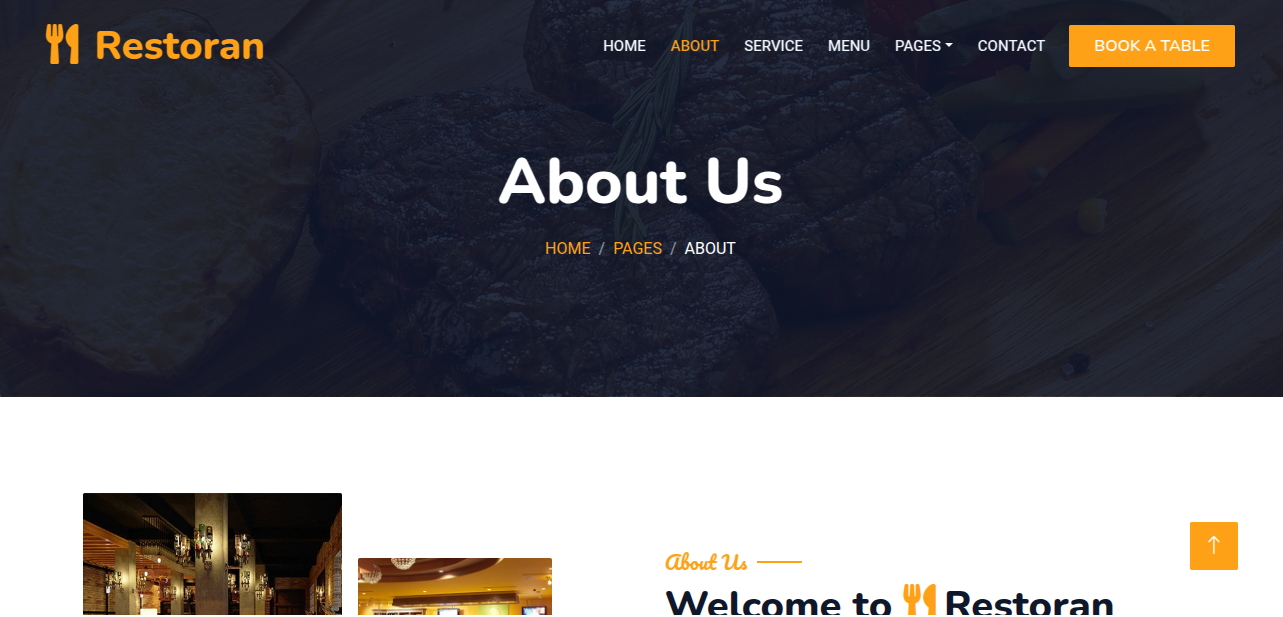 Restoran
HOME ABOUT SERVICE MENU PAGES CONTACT BOOK A TABLE
About Us
HOME / PAGES / ABOUT
About Us
Welcome to Restoran